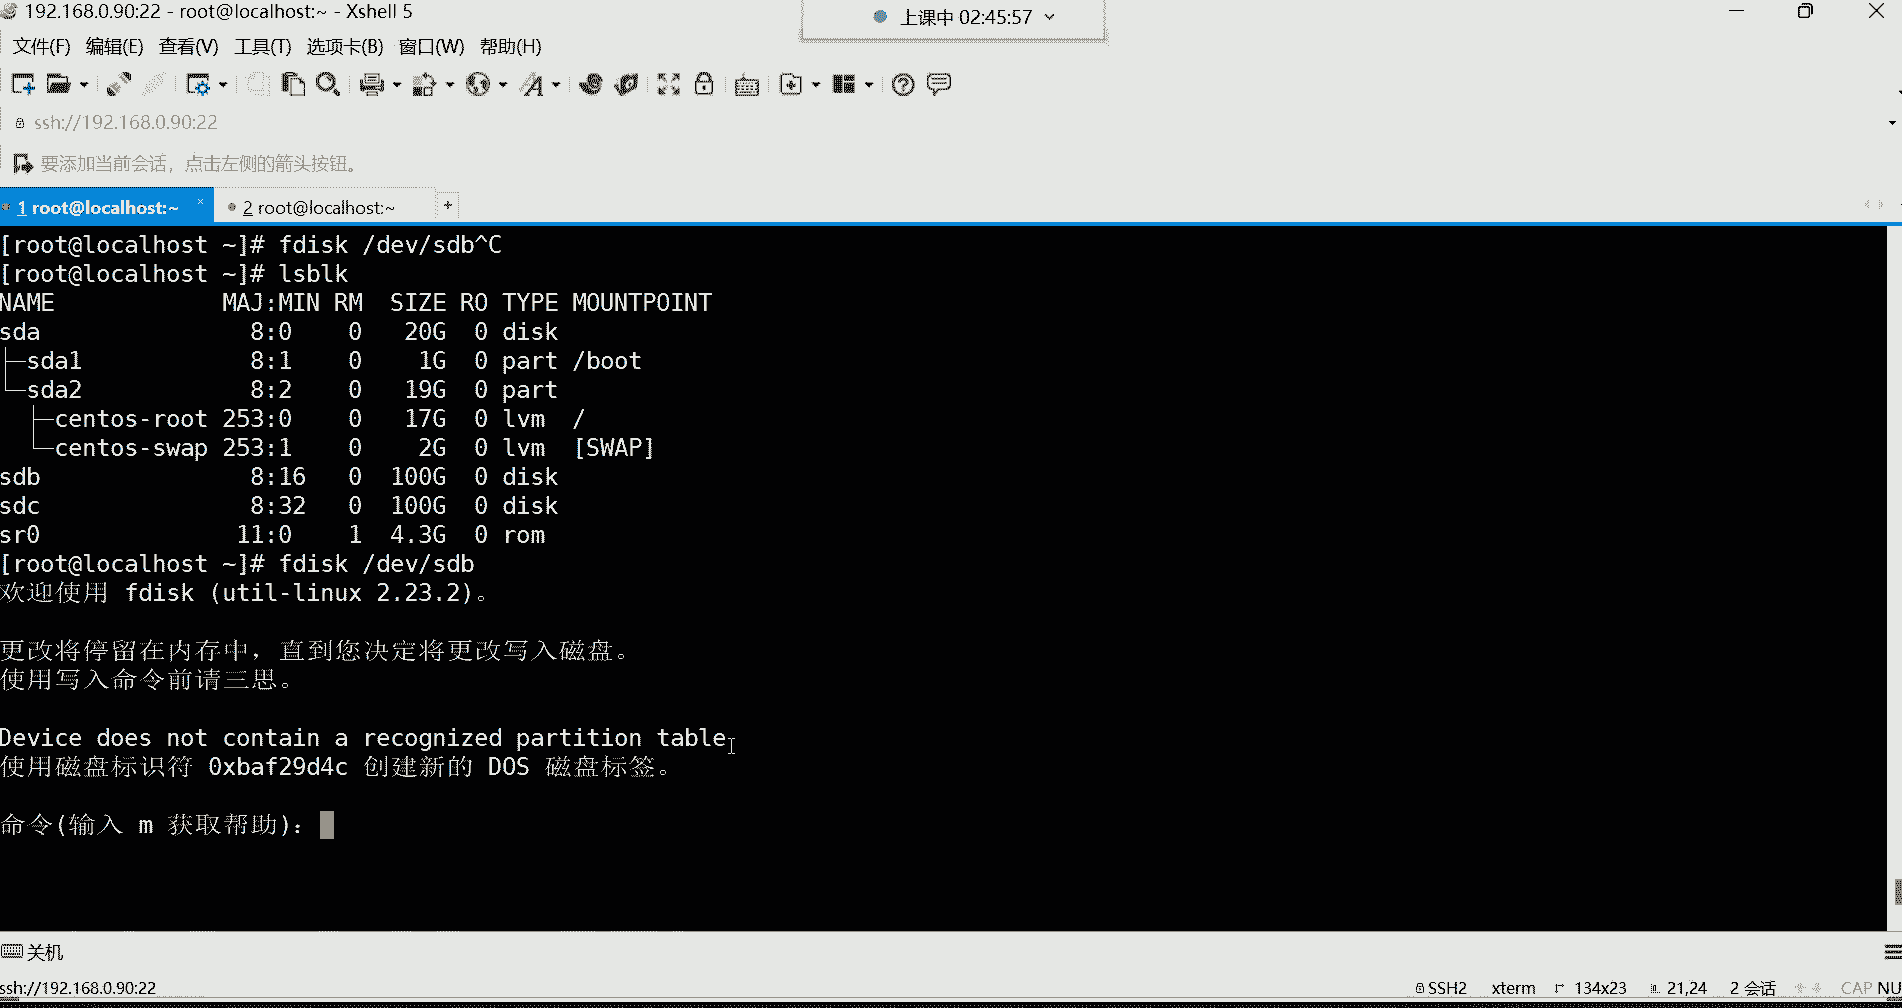 192.168.0.90:22 - root@localhost:~ - Xshell 5
上课中 02:45:57
文件(F) 编辑(E) 查看(V) 工具(T) 选项卡(B) 窗口(W) 帮助(H)
ssh://192.168.0.90:22
要添加当前会话，点击左侧的箭头按钮。
1 root@localhost:~ × 2 root@localhost:~ +
[root@localhost ~]# fdisk /dev/sdb^C
[root@localhost ~]# lsblk
NAME MAJ:MIN RM SIZE RO TYPE MOUNTPOINT
sda 8:0 0 20G 0 disk
├─sda1 8:1 0 1G 0 part /boot
└─sda2 8:2 0 19G 0 part
├─centos-root 253:0 0 17G 0 lvm /
└─centos-swap 253:1 0 2G 0 lvm [SWAP]
sdb 8:16 0 100G 0 disk
sdc 8:32 0 100G 0 disk
sr0 11:0 1 4.3G 0 rom
[root@localhost ~]# fdisk /dev/sdb
欢迎使用 fdisk (util-linux 2.23.2)。
更改将停留在内存中，直到您决定将更改写入磁盘。
使用写入命令前请三思。
Device does not contain a recognized partition table
使用磁盘标识符 0xbaf29d4c 创建新的 DOS 磁盘标签。
命令(输入 m 获取帮助)：
关机
ssh://192.168.0.90:22 SSH2 xterm 134x23 21,24 2 会话 CAP NU